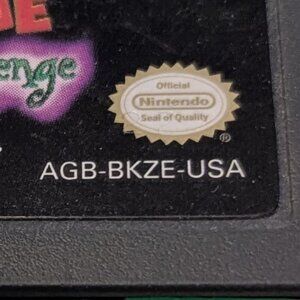 enge
Official
Nintendo
Seal of Quality
®
AGB-BKZE-USA